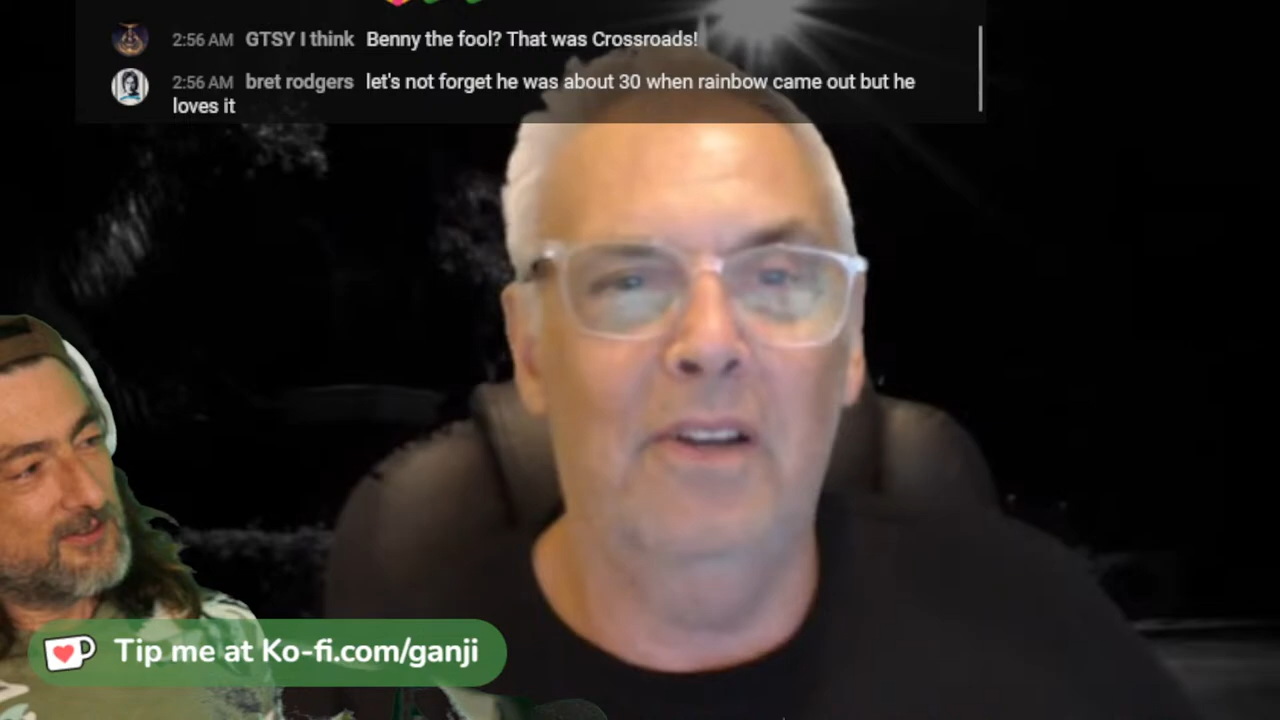 2:56 AM GTSY I think Benny the fool? That was Crossroads!
2:56 AM bret rodgers let's not forget he was about 30 when rainbow came out but he
loves it
Tip me at Ko-fi.com/ganji